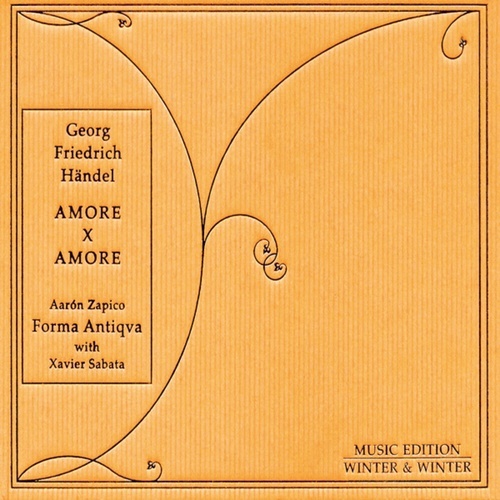 Georg
Friedrich
Händel
AMORE
X
AMORE
Aarón Zapico
Forma Antiqva
with
Xavier Sabata
MUSIC EDITION
WINTER & WINTER